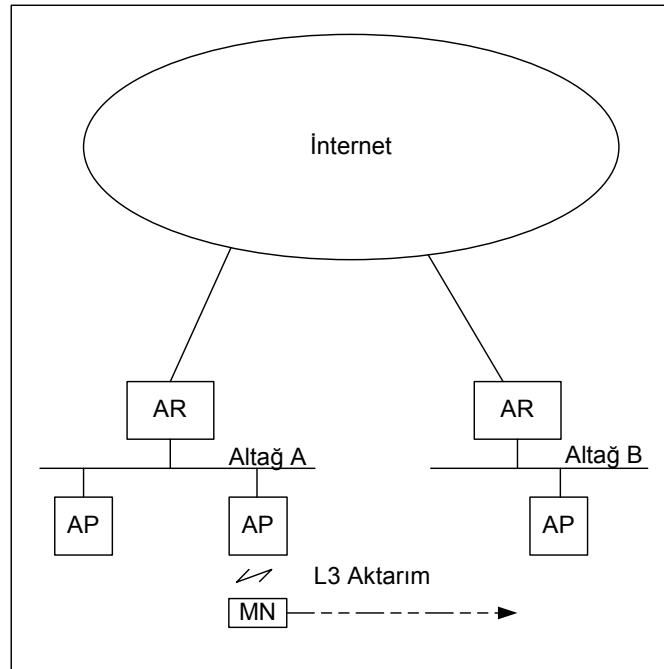 İnternet
AR
AR
Altağ A
Altağ B
AP
AP
AP
L3 Aktarım
MN